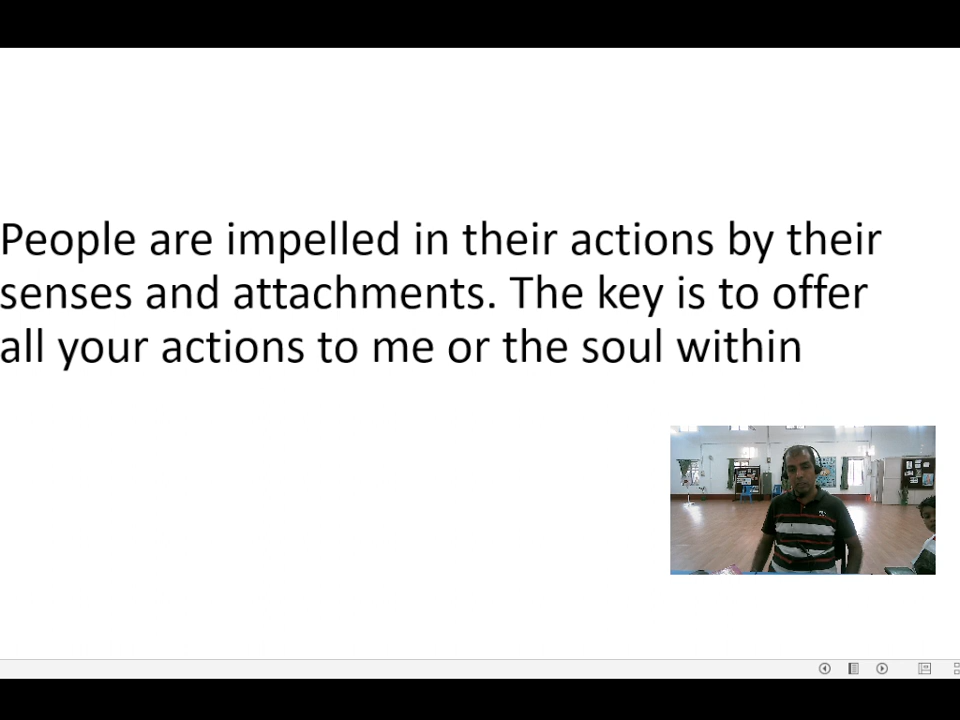 People are impelled in their actions by their
senses and attachments. The key is to offer
all your actions to me or the soul within